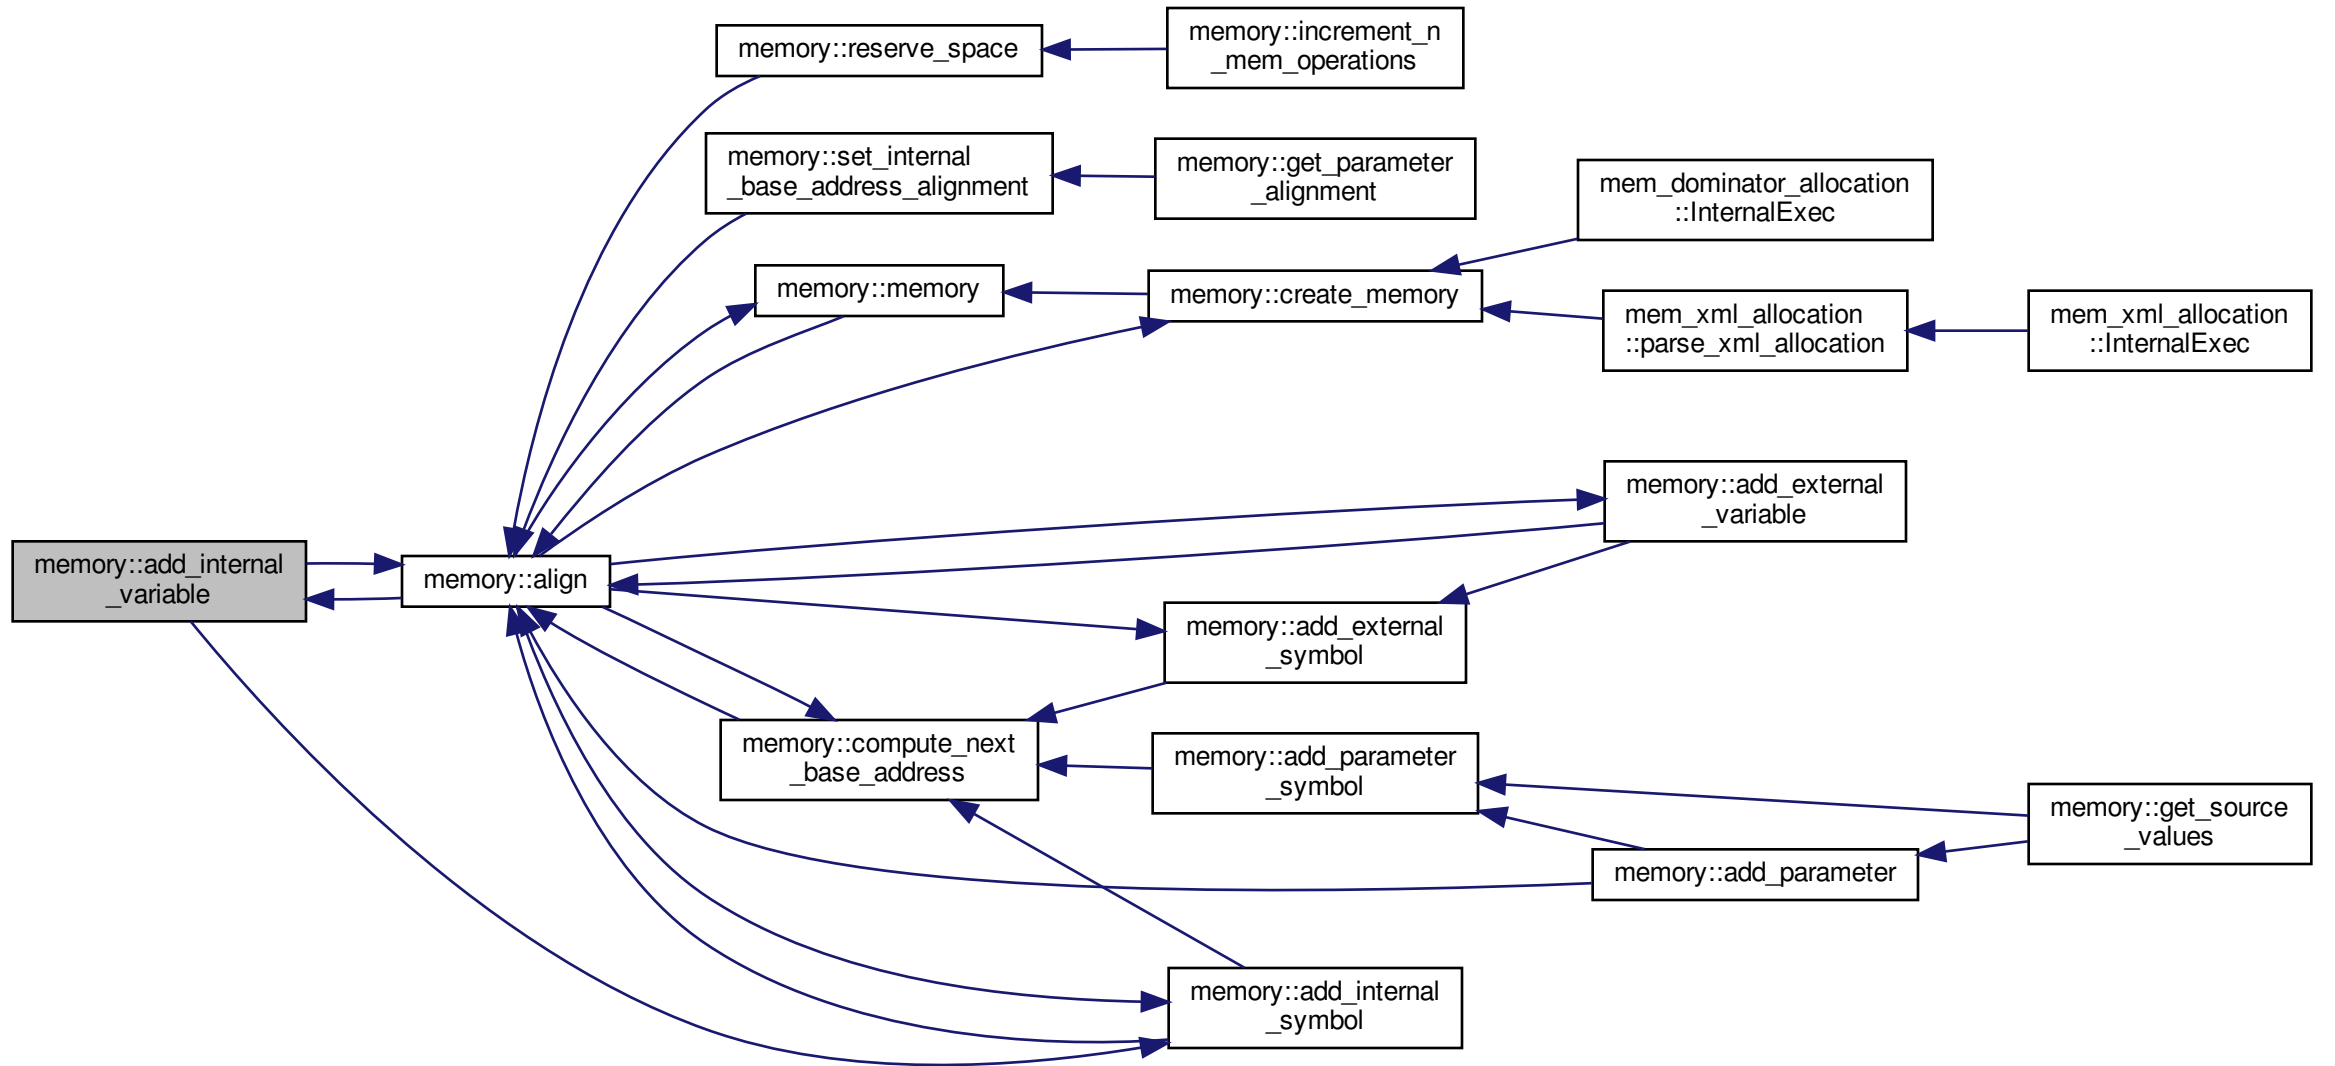 memory::reserve_space
memory::increment_n
_mem_operations
memory::set_internal
_base_address_alignment
memory::get_parameter
_alignment
mem_dominator_allocation
::InternalExec
memory::memory
memory::create_memory
mem_xml_allocation
::parse_xml_allocation
mem_xml_allocation
::InternalExec
memory::add_external
_variable
memory::add_internal
_variable
memory::align
memory::add_external
_symbol
memory::compute_next
_base_address
memory::add_parameter
_symbol
memory::get_source
_values
memory::add_parameter
memory::add_internal
_symbol